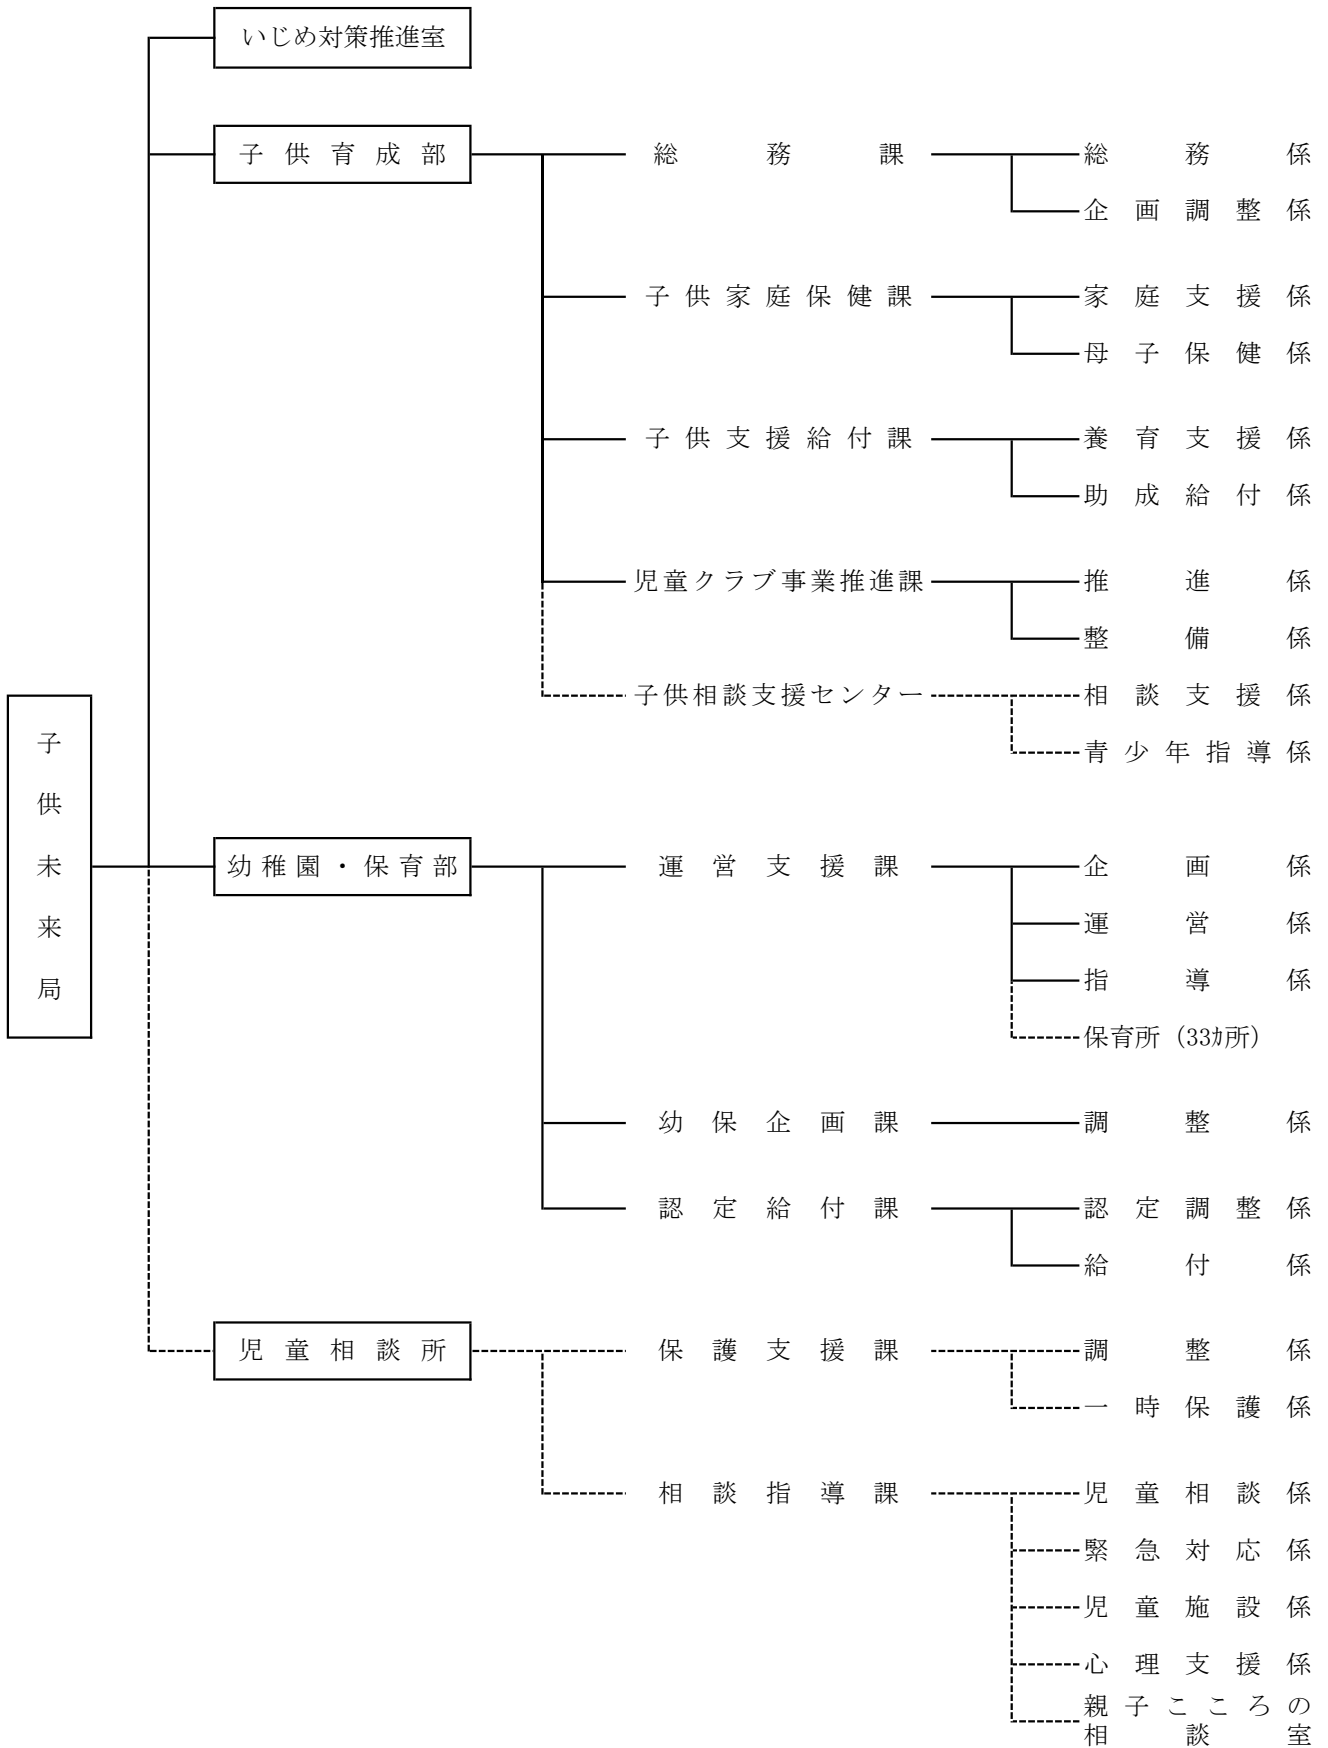 いじめ対策推進室
子供育成部
総務課
総務係
企画調整係
子供家庭保健課
家庭支援係
母子保健係
子供支援給付課
養育支援係
助成給付係
児童クラブ事業推進課
推進係
整備係
子供相談支援センター
相談支援係
青少年指導係
子供未来局
幼稚園・保育部
運営支援課
企画係
運営係
指導係
保育所（33ｶ所）
幼保企画課
調整係
認定給付課
認定調整係
給付係
児童相談所
保護支援課
調整係
一時保護係
相談指導課
児童相談係
緊急対応係
児童施設係
心理支援係
親子こころの
相談室